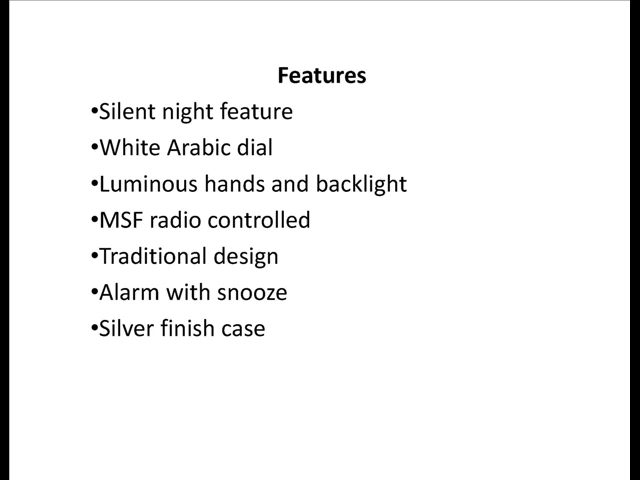 Features
•Silent night feature
•White Arabic dial
•Luminous hands and backlight
•MSF radio controlled
•Traditional design
•Alarm with snooze
•Silver finish case